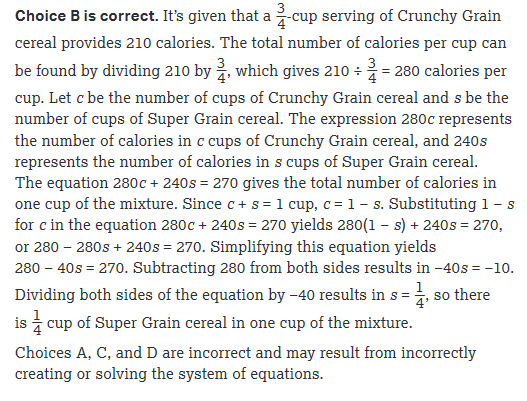 Choice B is correct. It’s given that a 3/4-cup serving of Crunchy Grain
cereal provides 210 calories. The total number of calories per cup can
be found by dividing 210 by 3/4, which gives 210 ÷ 3/4 = 280 calories per
cup. Let c be the number of cups of Crunchy Grain cereal and s be the
number of cups of Super Grain cereal. The expression 280c represents
the number of calories in c cups of Crunchy Grain cereal, and 240s
represents the number of calories in s cups of Super Grain cereal.
The equation 280c + 240s = 270 gives the total number of calories in
one cup of the mixture. Since c + s = 1 cup, c = 1 − s. Substituting 1 − s
for c in the equation 280c + 240s = 270 yields 280(1 − s) + 240s = 270,
or 280 − 280s + 240s = 270. Simplifying this equation yields
280 − 40s = 270. Subtracting 280 from both sides results in −40s = −10.
Dividing both sides of the equation by −40 results in s = 1/4, so there
is 1/4 cup of Super Grain cereal in one cup of the mixture.
Choices A, C, and D are incorrect and may result from incorrectly
creating or solving the system of equations.